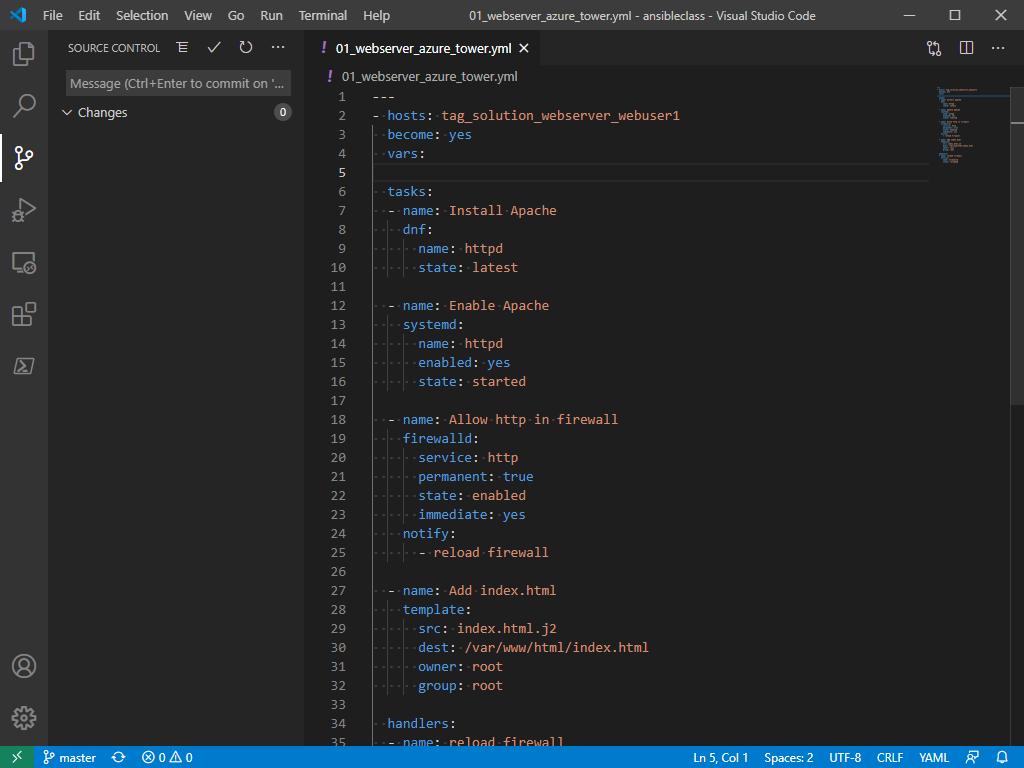 File Edit Selection View Go Run Terminal Help 01_webserver_azure_tower.yml - ansibleclass - Visual Studio Code
SOURCE CONTROL
! 01_webserver_azure_tower.yml
Message (Ctrl+Enter to commit on '...
! 01_webserver_azure_tower.yml
Changes 0
1 ---
2 - hosts: tag_solution_webserver_webuser1
3 become: yes
4 vars:
5
6 tasks:
7 - name: Install Apache
8 dnf:
9 name: httpd
10 state: latest
11
12 - name: Enable Apache
13 systemd:
14 name: httpd
15 enabled: yes
16 state: started
17
18 - name: Allow http in firewall
19 firewalld:
20 service: http
21 permanent: true
22 state: enabled
23 immediate: yes
24 notify:
25 - reload firewall
26
27 - name: Add index.html
28 template:
29 src: index.html.j2
30 dest: /var/www/html/index.html
31 owner: root
32 group: root
33
34 handlers:
35 - name: reload firewall
master 0 0 Ln 5, Col 1 Spaces: 2 UTF-8 CRLF YAML